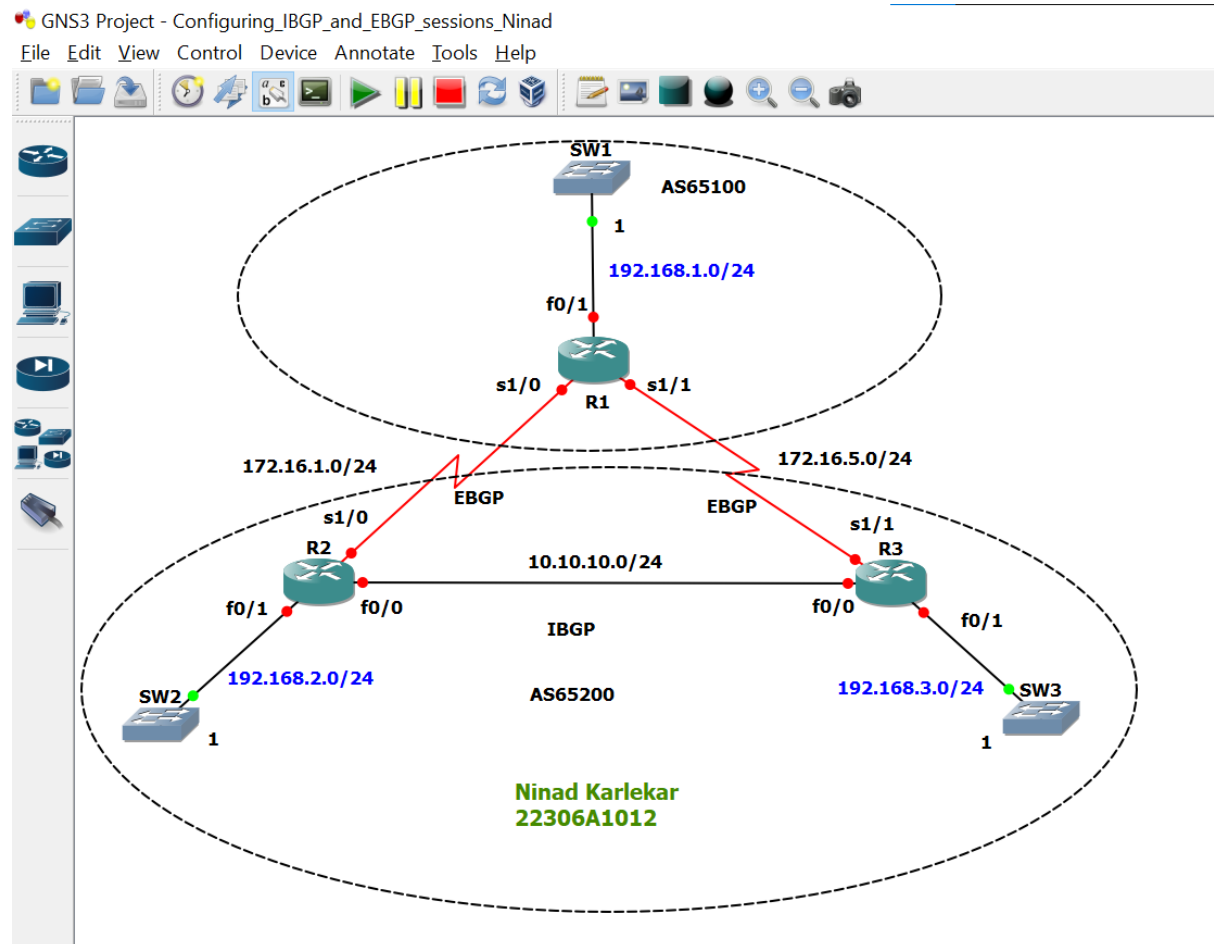 GNS3 Project - Configuring_IBGP_and_EBGP_sessions_Ninad
File Edit View Control Device Annotate Tools Help
SW1
AS65100
1
192.168.1.0/24
f0/1
s1/0
s1/1
R1
172.16.1.0/24
172.16.5.0/24
EBGP
EBGP
s1/0
s1/1
R2
R3
10.10.10.0/24
f0/1
f0/0
f0/0
f0/1
IBGP
192.168.2.0/24
192.168.3.0/24
SW2
AS65200
SW3
1
1
Ninad Karlekar
22306A1012